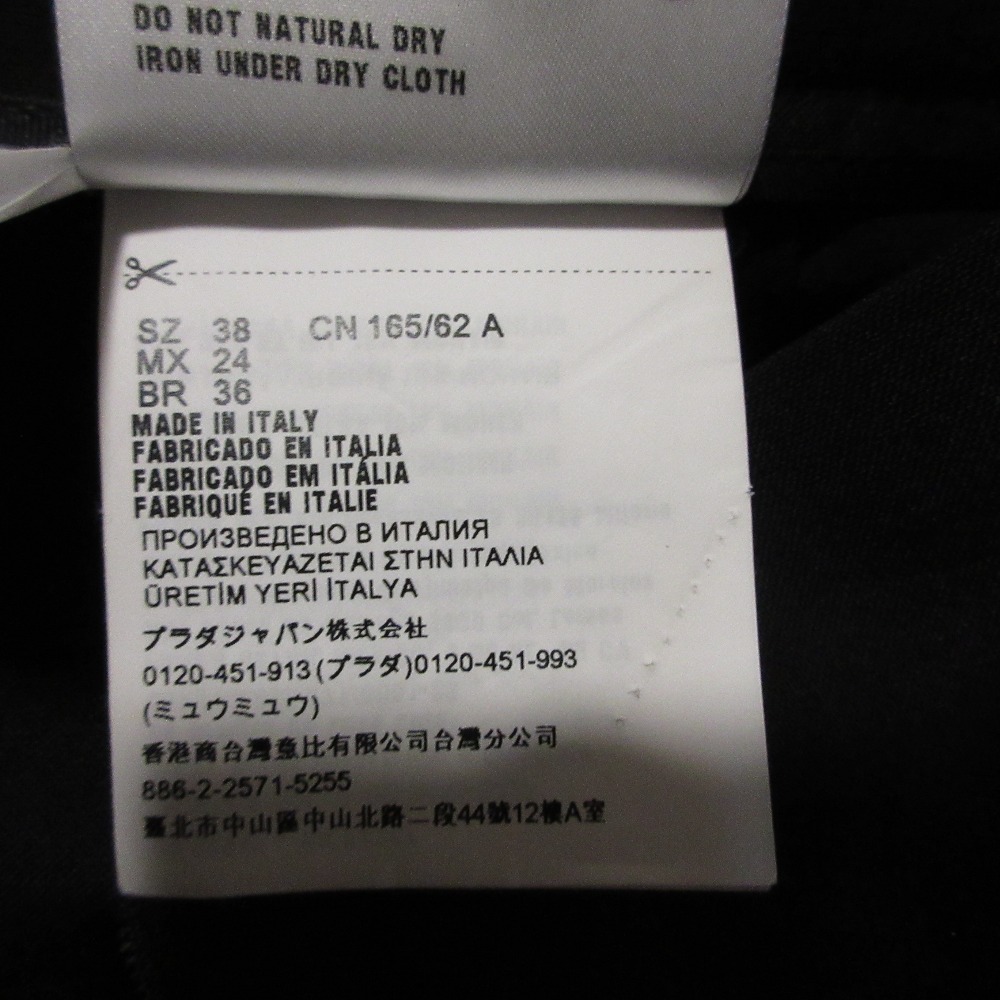 DO NOT NATURAL DRY
IRON UNDER DRY CLOTH
SZ 38 CN 165/62 A
MX 24
BR 36
MADE IN ITALY
FABRICADO EN ITALIA
FABRICADO EM ITÁLIA
FABRIQUÉ EN ITALIE
ПРОИЗВЕДЕНО В ИТАЛИЯ
ΚΑΤΑΣΚΕΥΑΖΕΤΑΙ ΣΤΗΝ ΙΤΑΛΙΑ
ÜRETİM YERİ İTALYA
プラダジャパン株式会社
0120-451-913(プラダ)0120-451-993
(ミュウミュウ)
香港商台灣意比有限公司台灣分公司
886-2-2571-5255
臺北市中山區中山北路二段44號12樓A室